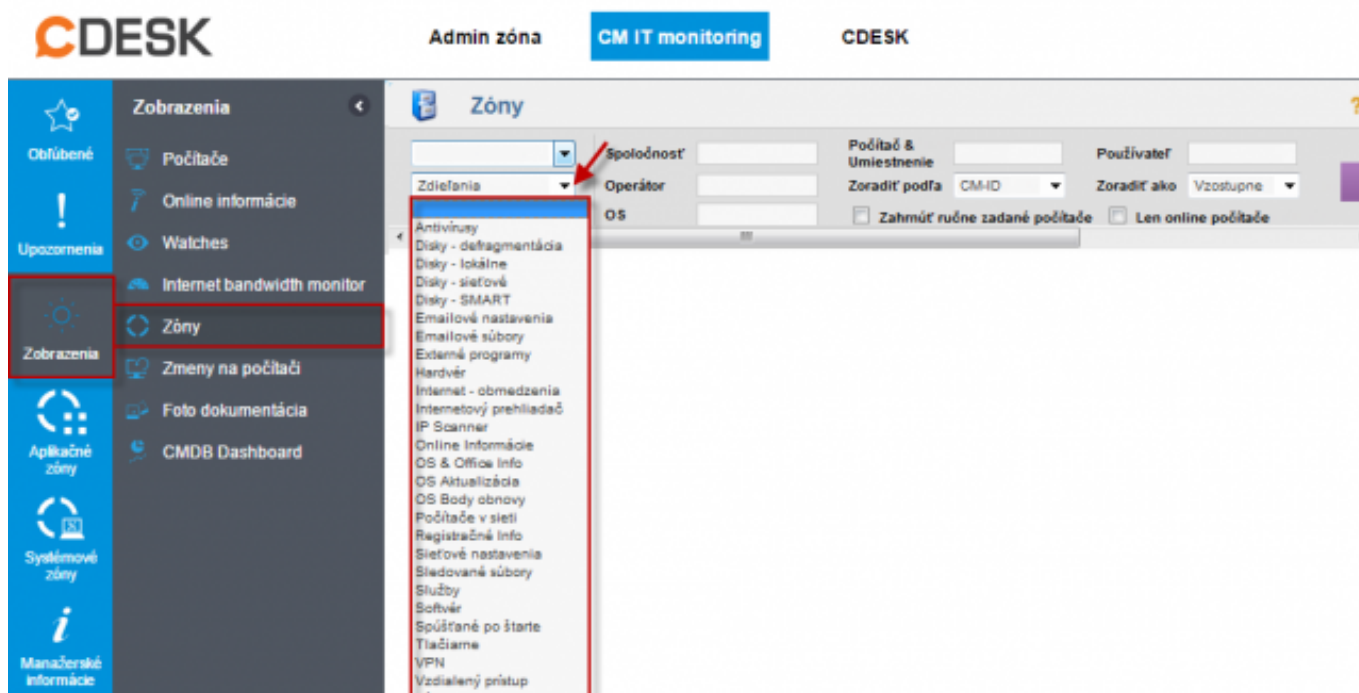 CDESK
Admin zóna
CM IT monitoring
CDESK
Obľúbené
Upozornenia
Zobrazenia
Aplikačné
zóny
Systémové
zóny
Manažerské
informácie
Zobrazenia
Počítače
Online informácie
Watches
Internet bandwidth monitor
Zóny
Zmeny na počítači
Foto dokumentácia
CMDB Dashboard
Zóny
?
Spoločnosť
Počítač &
Umiestnenie
Používateľ
Zdieľania
Operátor
Zoradiť podľa
CM-ID
Zoradiť ako
Vzostupne
OS
Zahrnúť ručne zadané počítače
Len online počítače
Antivírusy
Disky - defragmentácia
Disky - lokálne
Disky - sieťové
Disky - SMART
Emailové nastavenia
Emailové súbory
Externé programy
Hardvér
Internet - obmedzenia
Internetový prehliadač
IP Scanner
Online Informácie
OS & Office Info
OS Aktualizácia
OS Body obnovy
Počítače v sieti
Registračné Info
Sieťové nastavenia
Sledované súbory
Služby
Softvér
Spúšťané po štarte
Tlačiarne
VPN
Vzdialený prístup